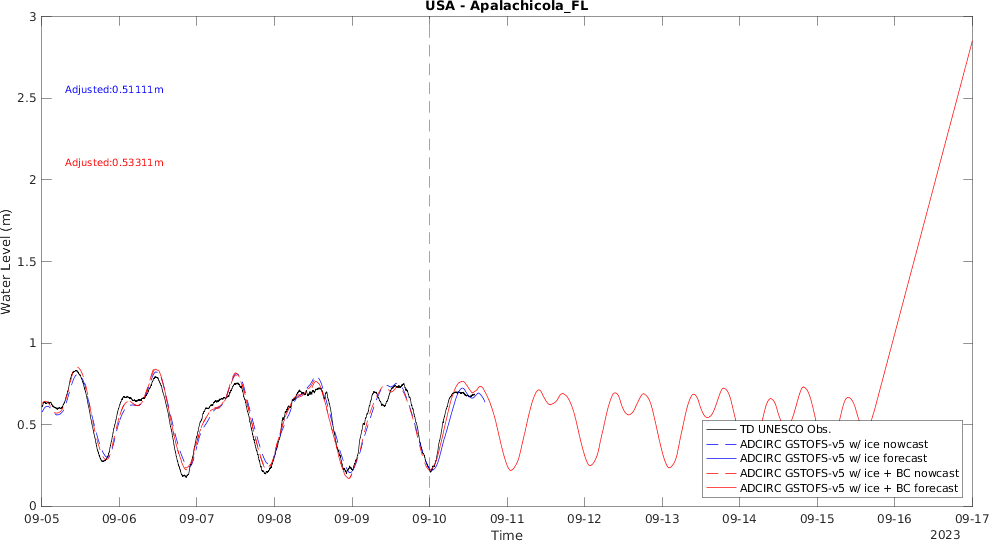 USA - Apalachicola_FL
3
2.5
2
1.5
1
0.5
0
Water Level (m)
Adjusted:0.51111m
Adjusted:0.53311m
TD UNESCO Obs.
ADCIRC GSTOFS-v5 w/ ice nowcast
ADCIRC GSTOFS-v5 w/ ice forecast
ADCIRC GSTOFS-v5 w/ ice + BC nowcast
ADCIRC GSTOFS-v5 w/ ice + BC forecast
09-05 09-06 09-07 09-08 09-09 09-10 09-11 09-12 09-13 09-14 09-15 09-16 09-17
Time
2023